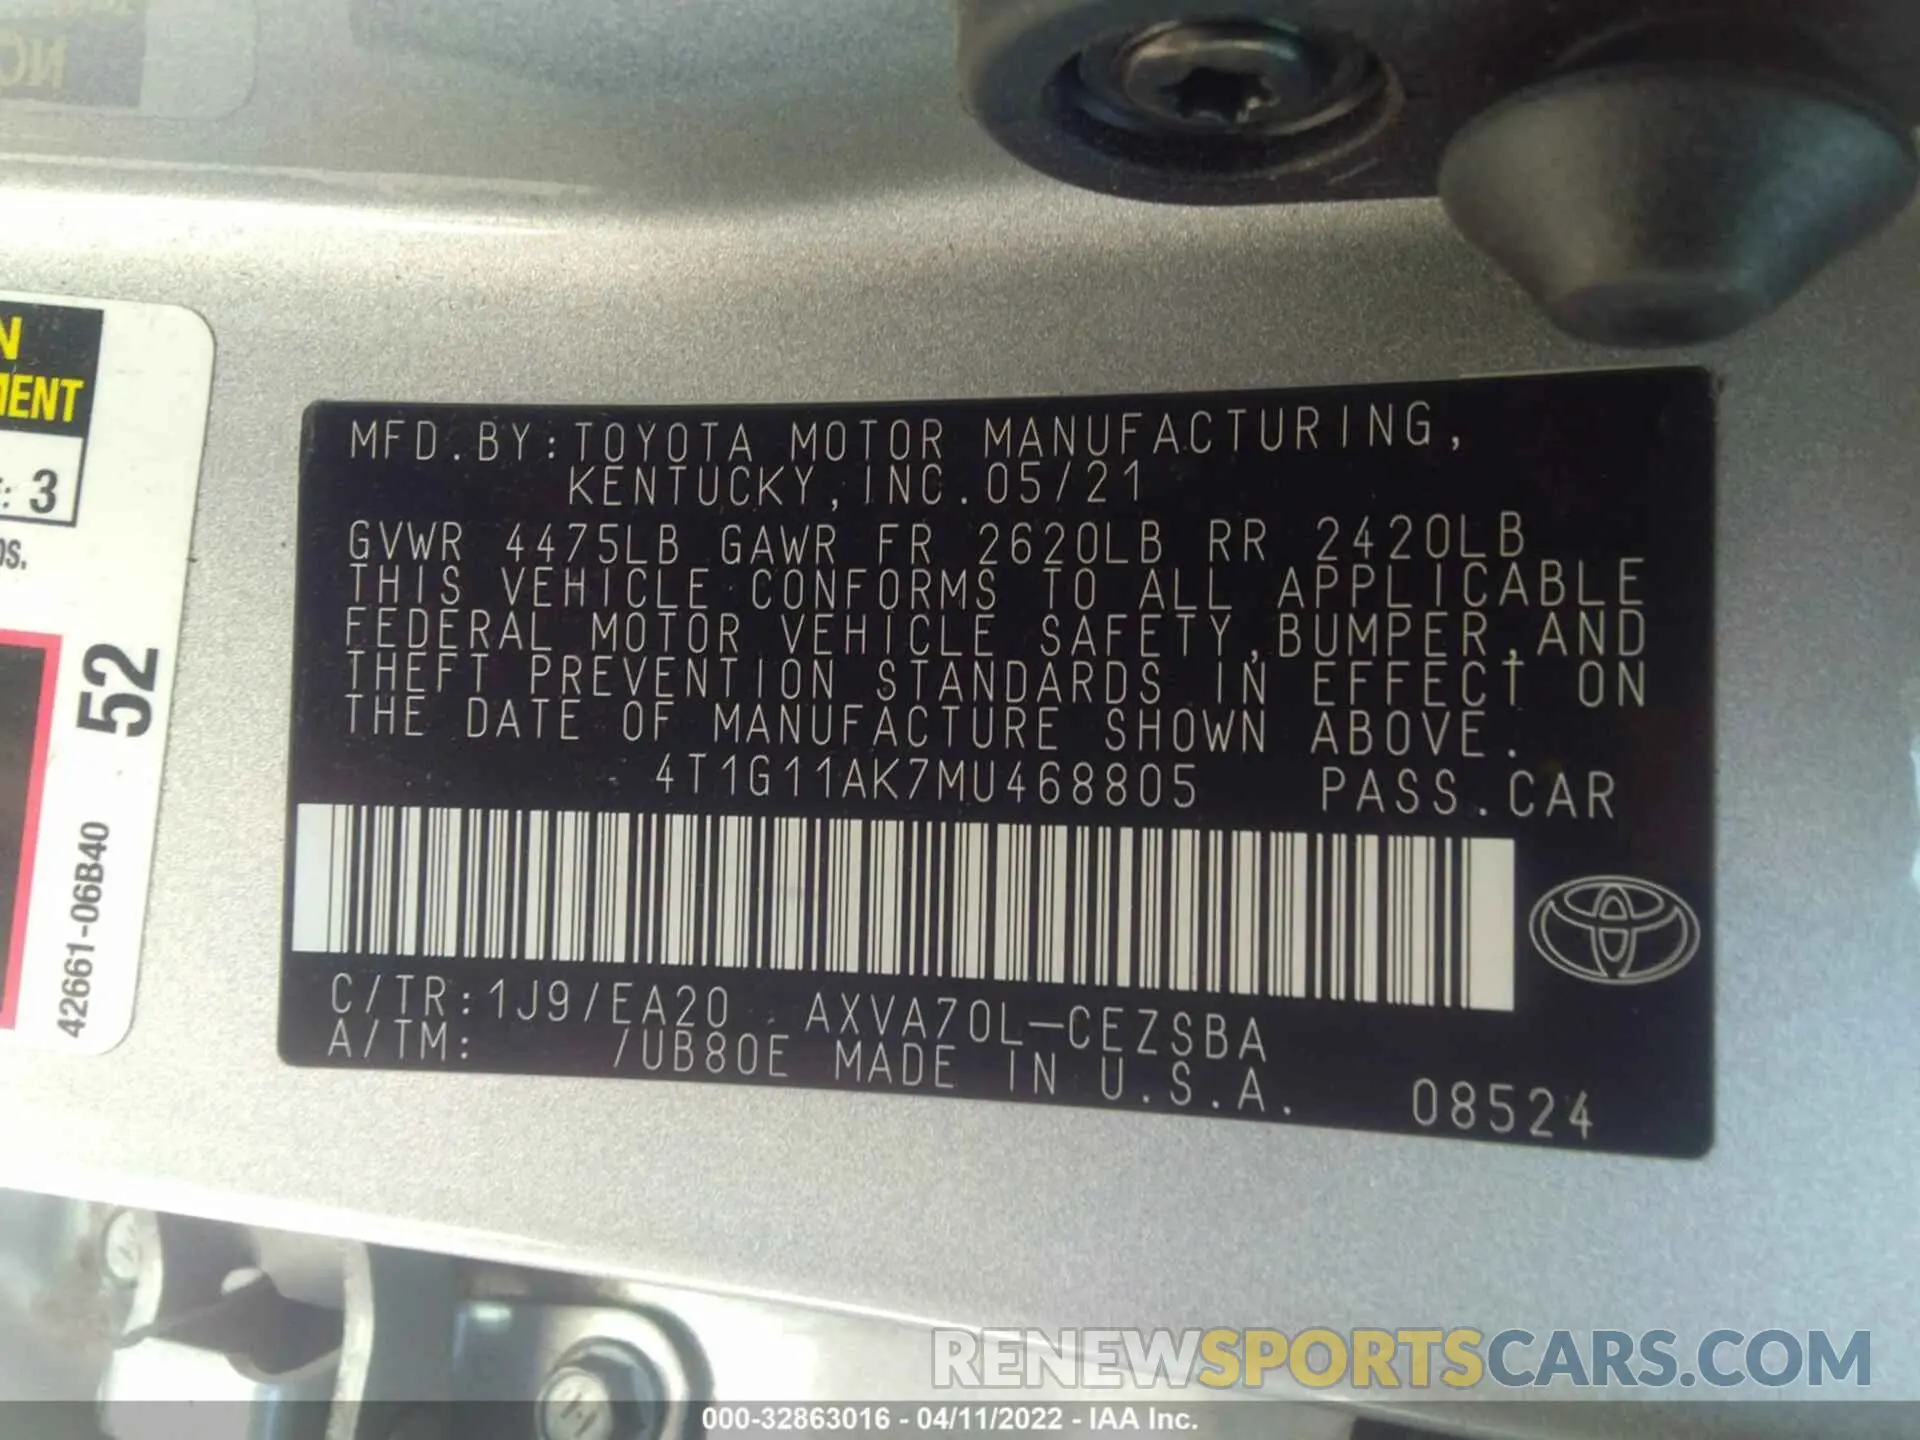 NC
N
MENT
: 3
os.
52
42661-06B40
MFD.BY:TOYOTA MOTOR MANUFACTURING,
KENTUCKY,INC.05/21
GVWR 4475LB GAWR FR 2620LB RR 2420LB
THIS VEHICLE CONFORMS TO ALL APPLICABLE
FEDERAL MOTOR VEHICLE SAFETY,BUMPER,AND
THEFT PREVENTION STANDARDS IN EFFECT ON
THE DATE OF MANUFACTURE SHOWN ABOVE.
4T1G11AK7MU468805 PASS.CAR
C/TR:1J9/EA20 AXVA70L-CEZSBA
A/TM: /UB80E MADE IN U.S.A.
08524
RENEWSPORTSCARS.COM
000-32863016 - 04/11/2022 - IAA Inc.